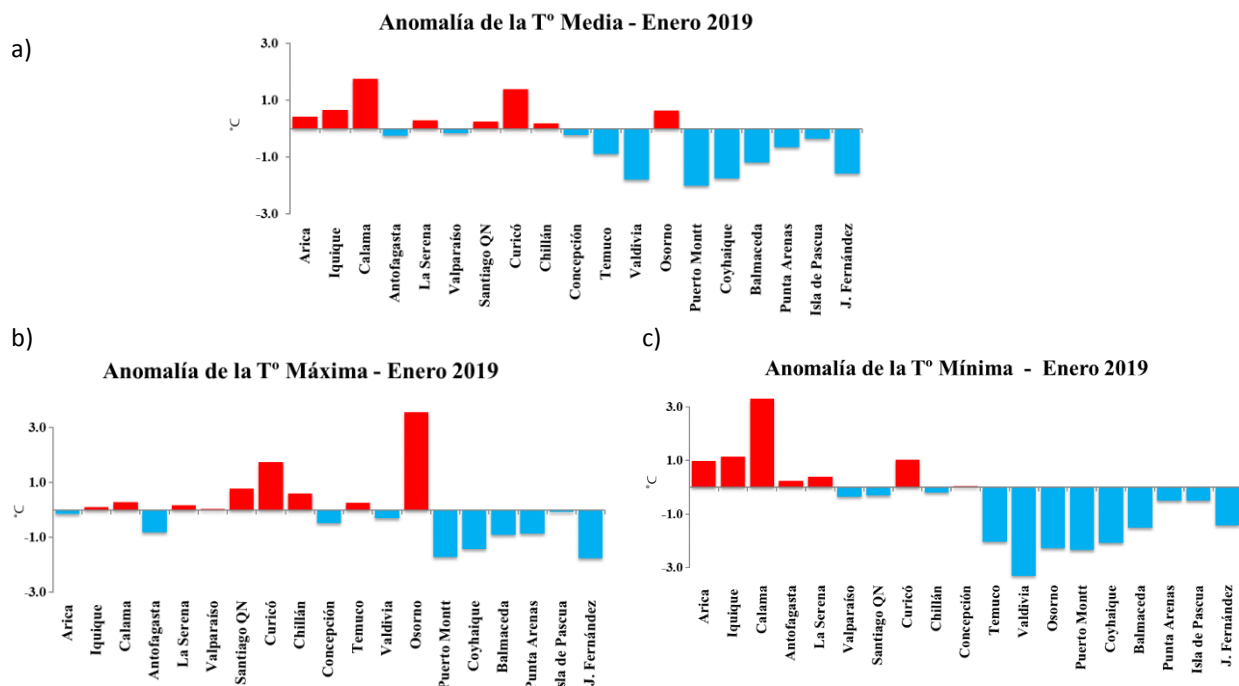 a)
Anomalía de la Tº Media - Enero 2019
3.0
1.0
-1.0
-3.0
°C
Arica
Iquique
Calama
Antofagasta
La Serena
Valparaíso
Santiago QN
Curicó
Chillán
Concepción
Temuco
Valdivia
Osorno
Puerto Montt
Coyhaique
Balmaceda
Punta Arenas
Isla de Pascua
J. Fernández
b)
Anomalía de la Tº Máxima - Enero 2019
3.0
1.0
-1.0
-3.0
°C
Arica
Iquique
Calama
Antofagasta
La Serena
Valparaíso
Santiago QN
Curicó
Chillán
Concepción
Temuco
Valdivia
Osorno
Puerto Montt
Coyhaique
Balmaceda
Punta Arenas
Isla de Pascua
J. Fernández
c)
Anomalía de la Tº Mínima - Enero 2019
3.0
1.0
-1.0
-3.0
°C
Arica
Iquique
Calama
Antofagasta
La Serena
Valparaíso
Santiago QN
Curicó
Chillán
Concepción
Temuco
Valdivia
Osorno
Puerto Montt
Coyhaique
Balmaceda
Punta Arenas
Isla de Pascua
J. Fernández